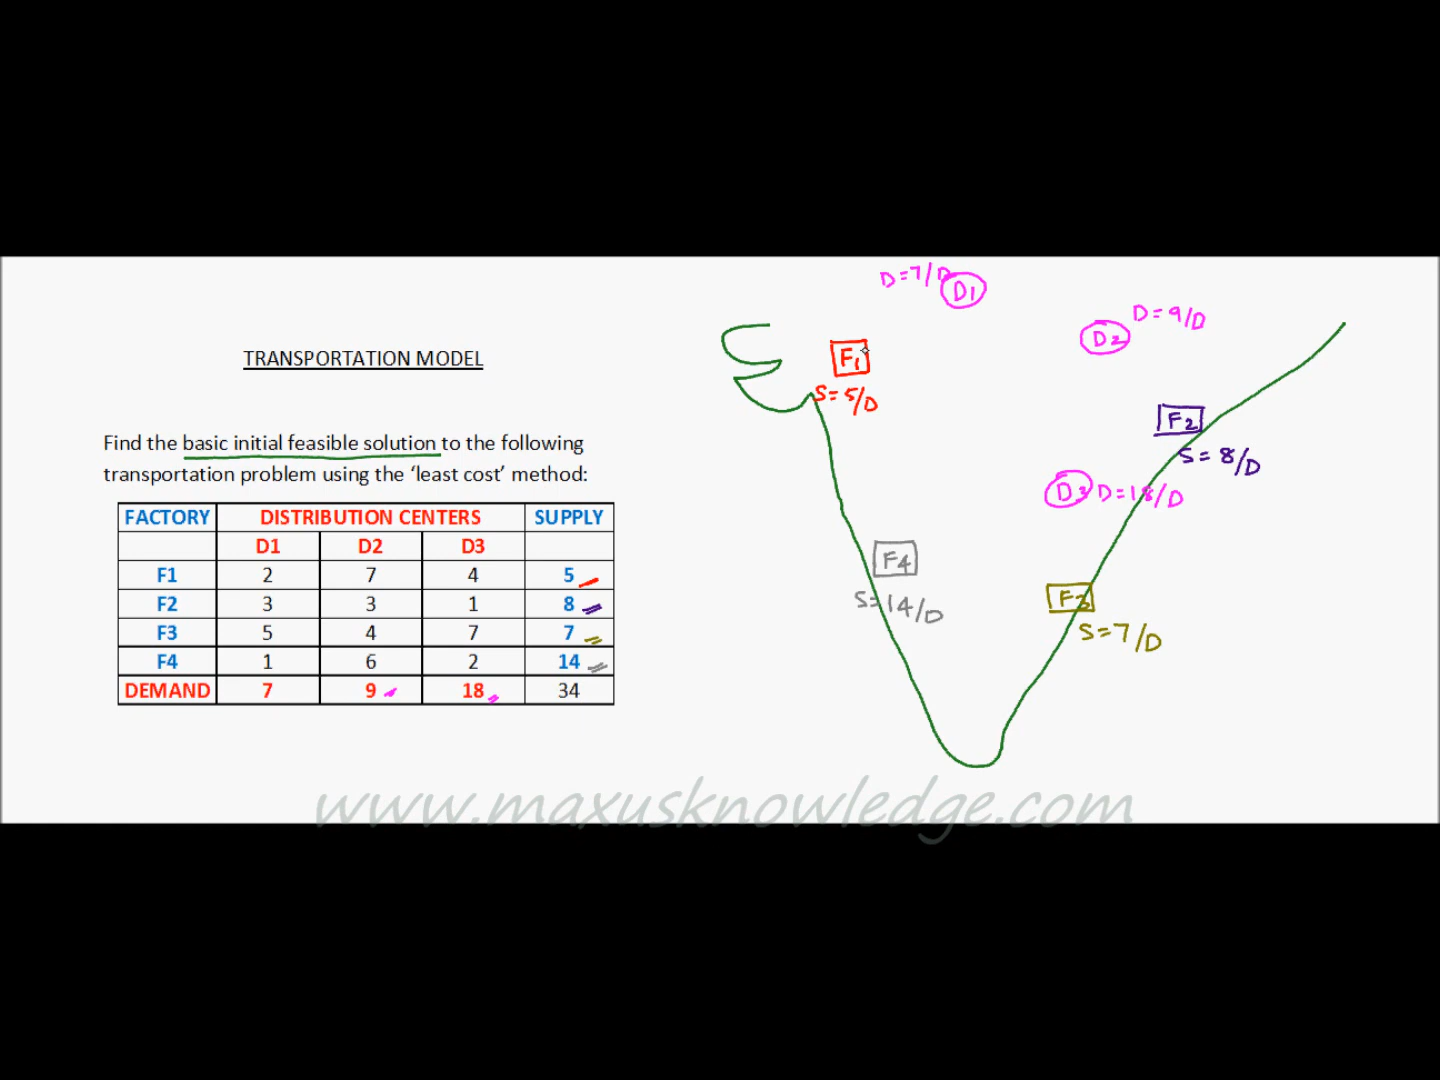 TRANSPORTATION MODEL
Find the basic initial feasible solution to the following
transportation problem using the ‘least cost’ method:
FACTORY DISTRIBUTION CENTERS SUPPLY
D1 D2 D3
F1 2 7 4 5
F2 3 3 1 8
F3 5 4 7 7
F4 1 6 2 14
DEMAND 7 9 18 34
D=7/D D1
D2 D=9/D
F1
S=5/D
F2
S=8/D
D3 D=18/D
F4
S=14/D
F3
S=7/D
www.maxusknowledge.com